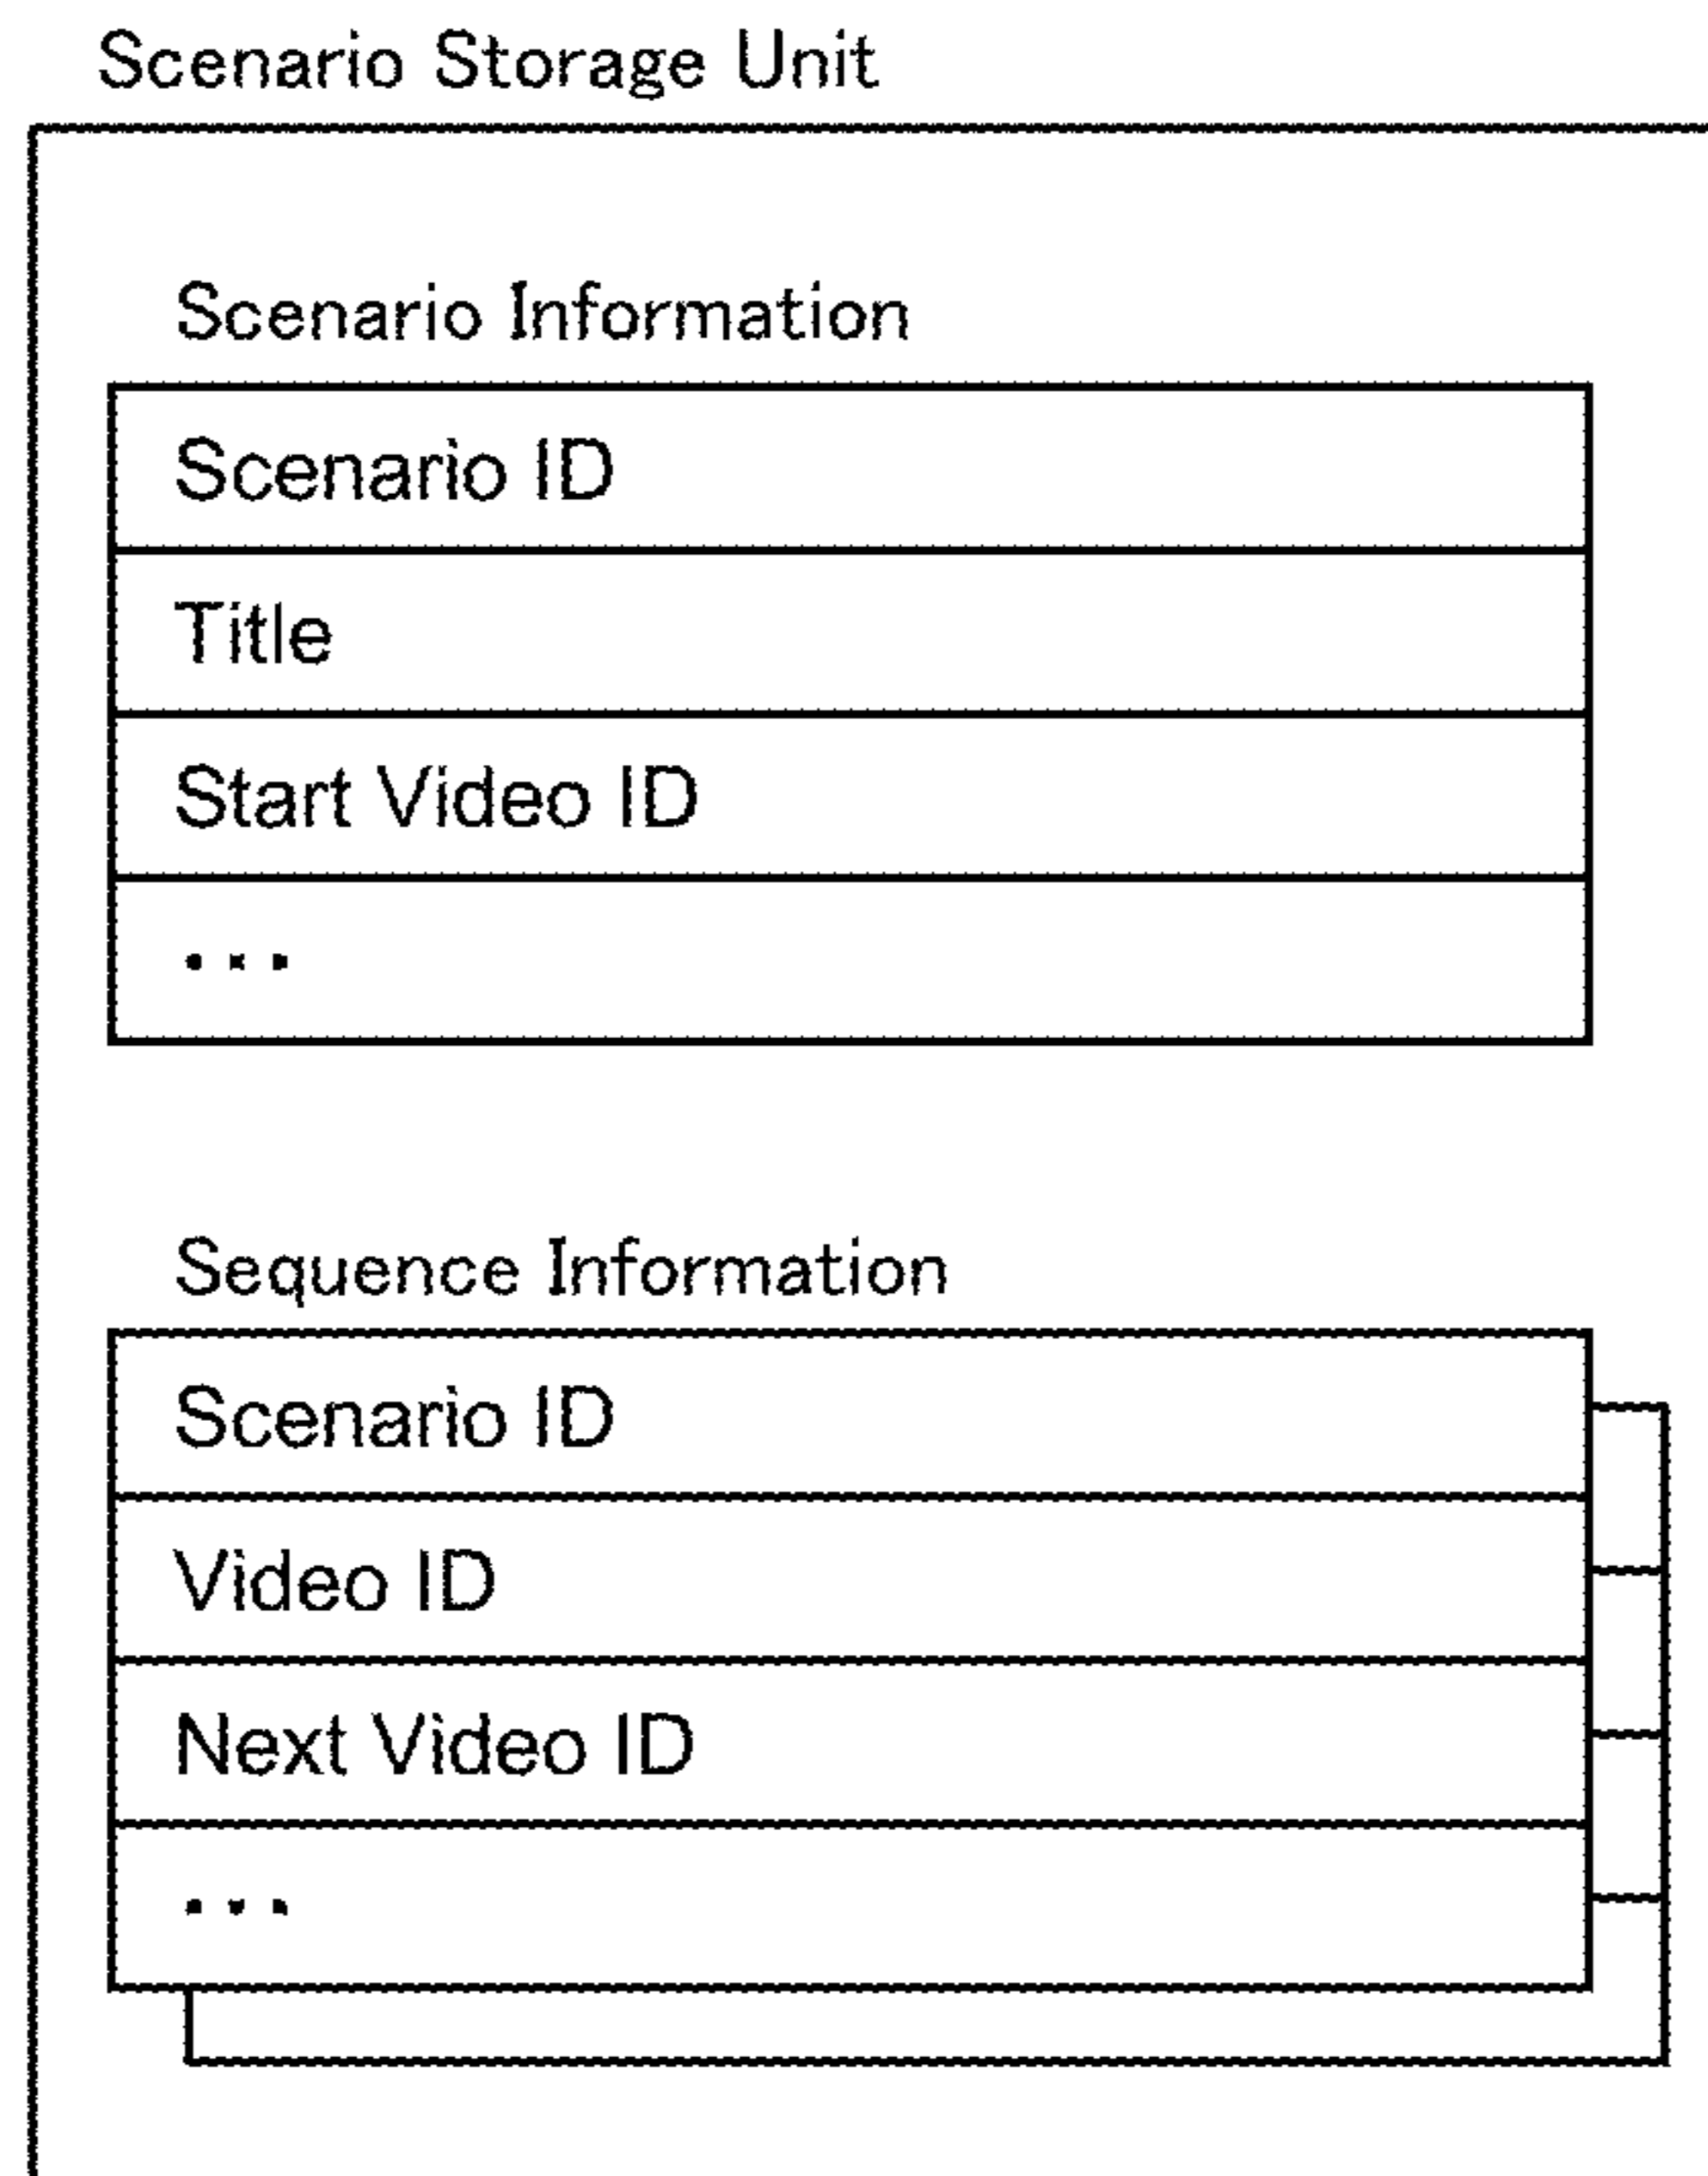 Scenario Storage Unit
Scenario Information
Scenario ID
Title
Start Video ID
...
Sequence Information
Scenario ID
Video ID
Next Video ID
...